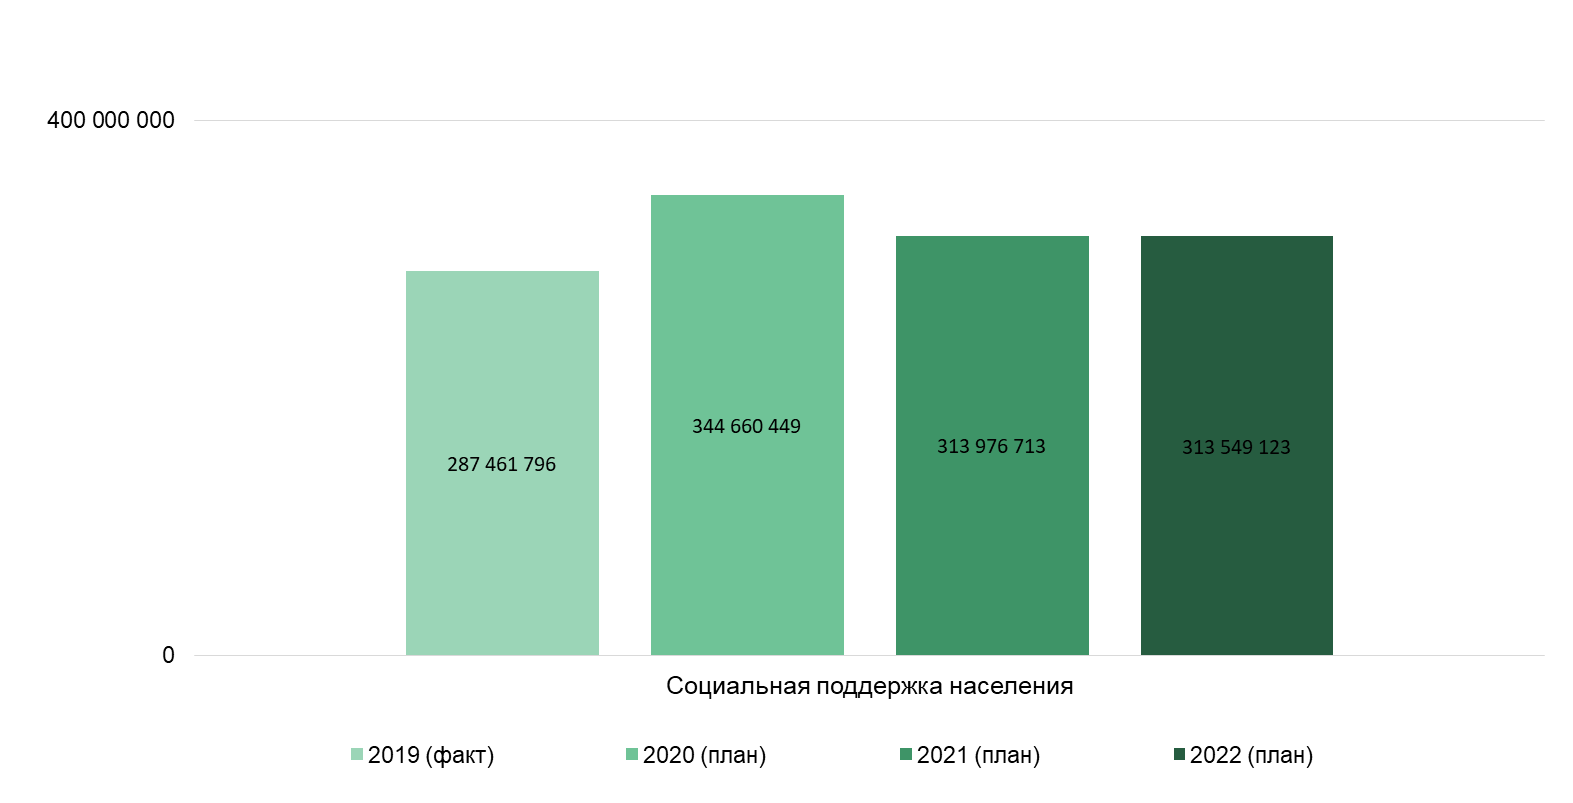 400 000 000
344 660 449
313 976 713
313 549 123
287 461 796
0
Социальная поддержка населения
2019 (факт)
2020 (план)
2021 (план)
2022 (план)